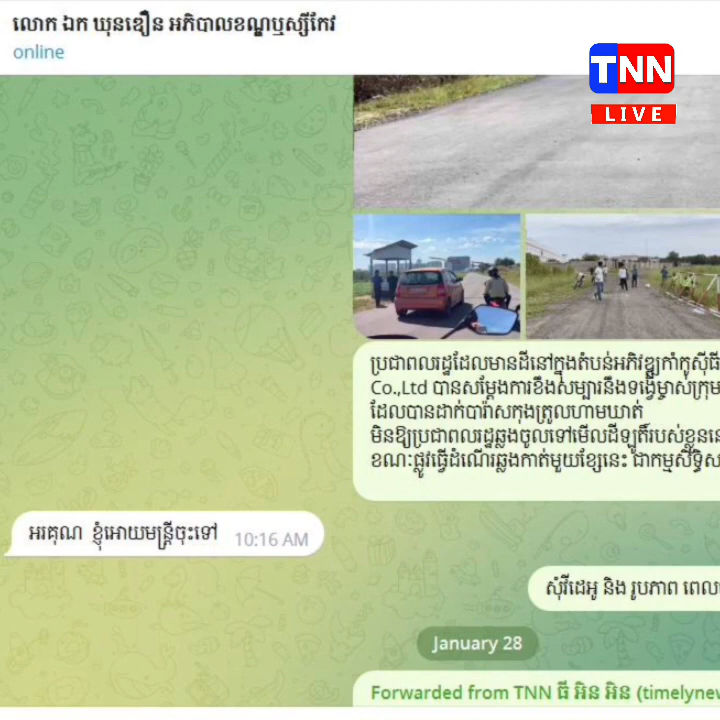 លោក ឯក ឃុនឌឿន អភិបាលខណ្ឌឫស្សីកែវ
online
TNN
LIVE
ប្រជាពលរដ្ឋដែលមានដីនៅក្នុងតំបន់អភិវឌ្ឍកាំកូស៊ីធី
Co.,Ltd បានសម្តែងការខឹងសម្បារនឹងទង្វើម្ចាស់ក្រុម
ដែលបានដាក់បារ៉ាសកុងត្រូលហាមឃាត់
មិនឱ្យប្រជាពលរដ្ឋឆ្លងចូលទៅមើលដីឡូតិ៍របស់ខ្លួន
ខណៈផ្លូវធ្វើដំណើរឆ្លងកាត់មួយខ្សែនេះ ជាកម្មសិទ្ធិ
អរគុណ ខ្ញុំអោយមន្ត្រីចុះទៅ 10:16 AM
សុំវីដេអូ និង រូបភាព ពេល
January 28
Forwarded from TNN ធី អិន អិន (timelynew